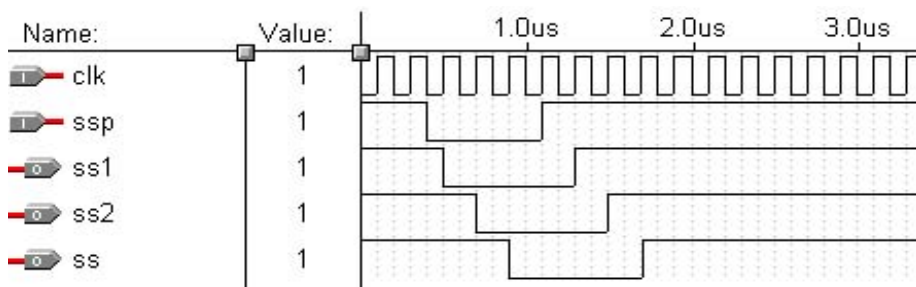 Name: Value: 1.0us 2.0us 3.0us
I clk 1
I ssp 1
O ss1 1
O ss2 1
O ss 1